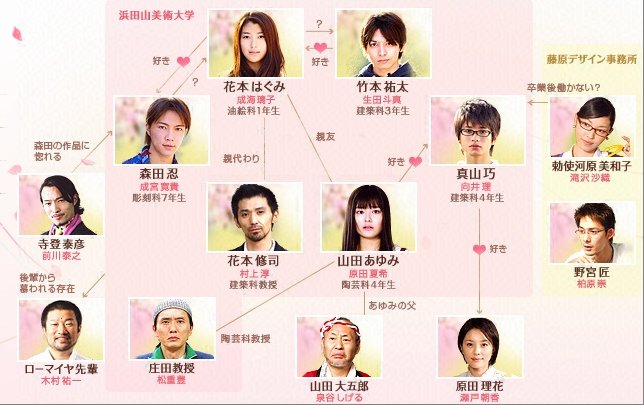 浜田山美術大学
藤原デザイン事務所
?
好き
好き
?
花本はぐみ
成海璃子
油絵科1年生
竹本祐太
生田斗真
建築科3年生
卒業後働かない?
森田の作品に
惚れる
親友
好き
森田 忍
成宮寛貴
彫刻科7年生
親代わり
真山 巧
向井 理
建築科4年生
勅使河原 美和子
滝沢 沙織
寺登 泰彦
前川泰之
花本 修司
村上 淳
建築科教授
山田あゆみ
原田夏希
陶芸科4年生
好き
野宮 匠
柏原 崇
後輩から
慕われる存在
あゆみの父
陶芸科教授
ローマイヤ先輩
木村 祐一
庄田教授
松重豊
山田 大五郎
泉谷しげる
原田 理花
瀬戸 朝香